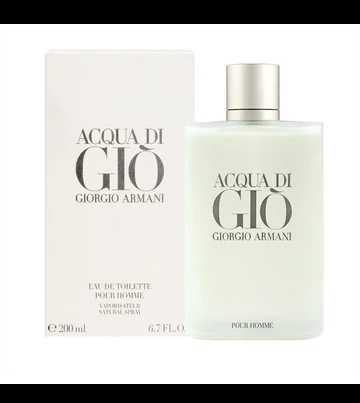 ACQUA DI
GIÒ
GIORGIO ARMANI
EAU DE TOILETTE
POUR HOMME
VAPORISATEUR
NATURAL SPRAY
℮ 200 ml 6.7 FL.O
ACQUA DI
GIÒ
GIORGIO ARMANI
POUR HOMME